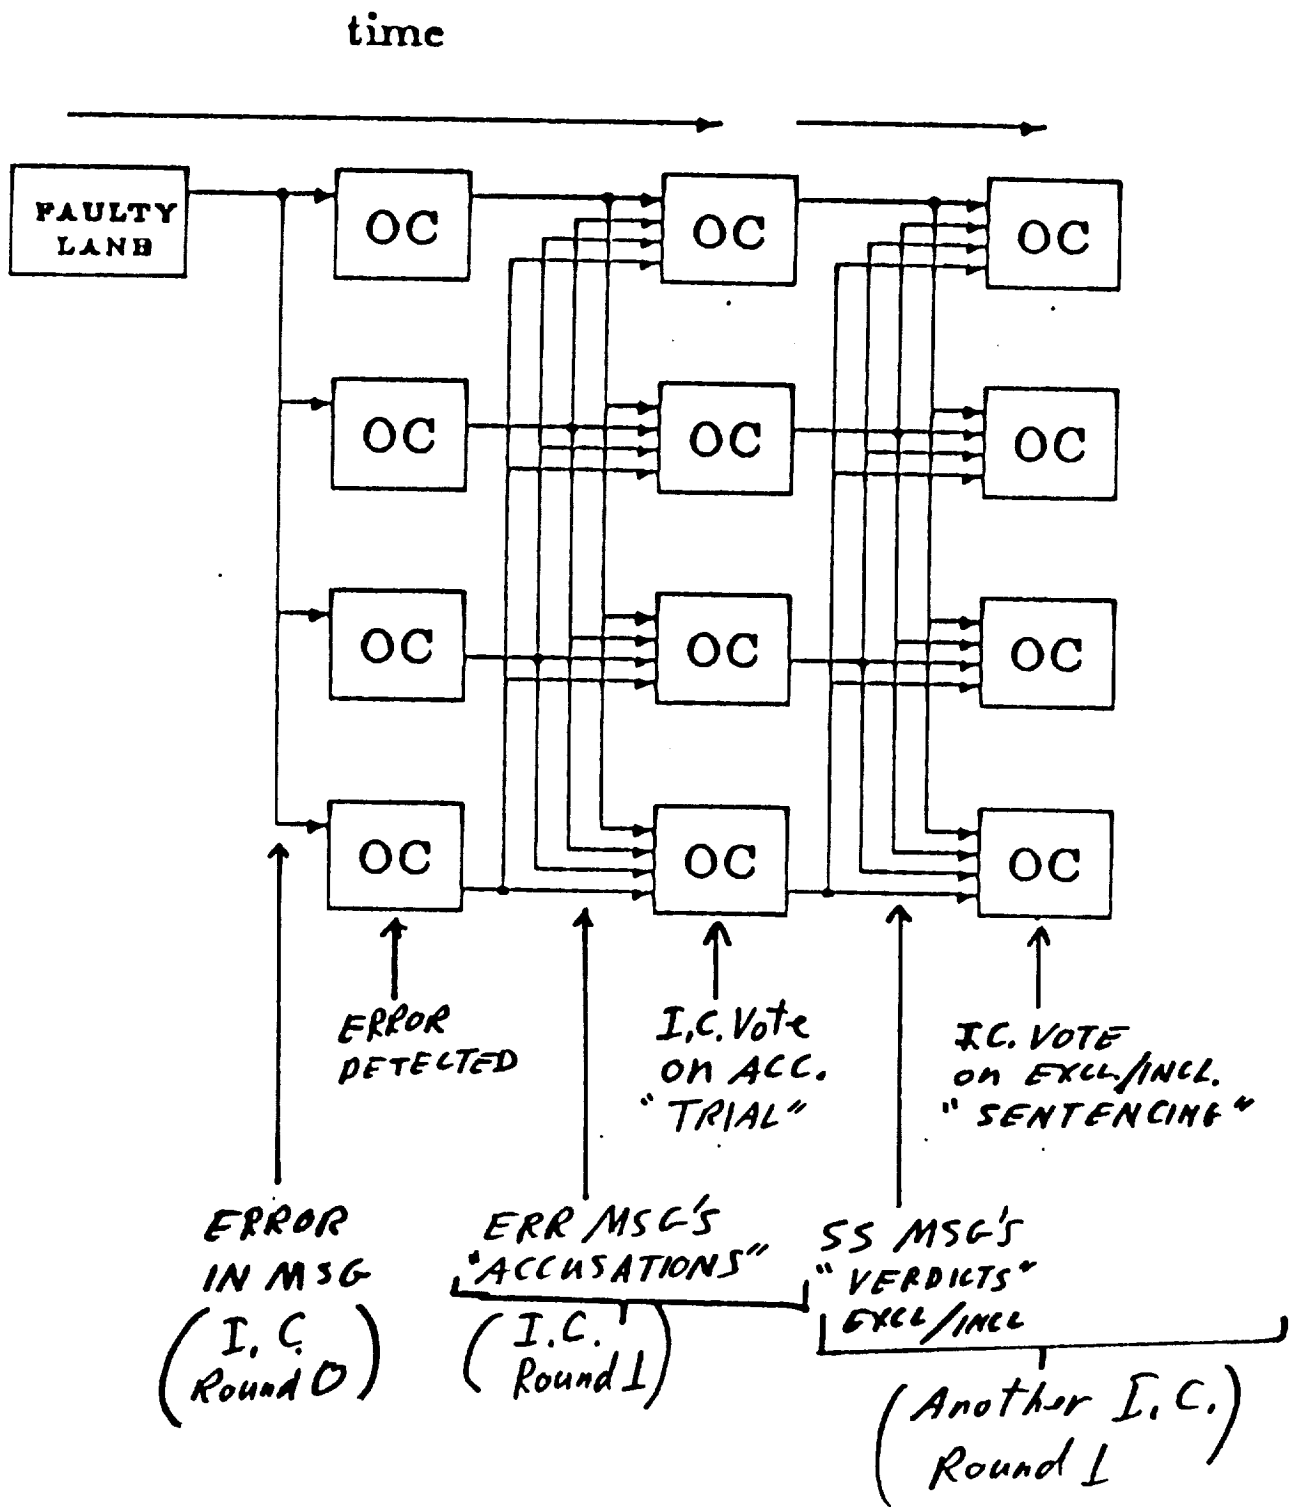 time
FAULTY
LANE
OC
OC
OC
OC
OC
OC
OC
OC
OC
OC
OC
OC
ERROR
DETECTED
I.C. Vote
on ACC.
"TRIAL"
I.C. VOTE
on EXCL./INCL.
"SENTENCING"
ERROR
IN MSG
(I.C.
Round 0)
ERR MSG'S
"ACCUSATIONS"
(I.C.
Round 1)
SS MSG'S
"VERDICTS"
EXCL/INCL
(Another I.C.)
Round 1